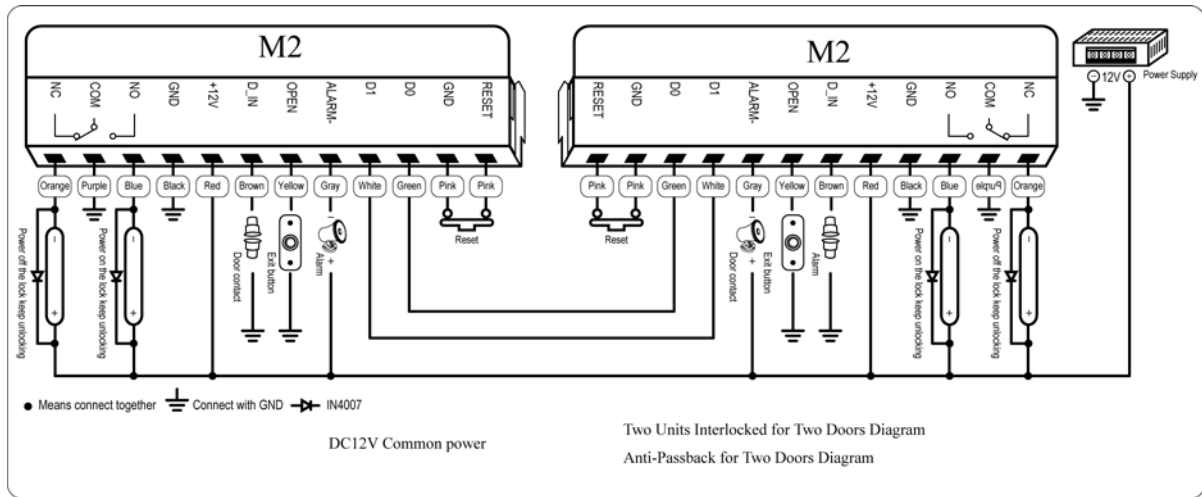 M2
M2
12V
Power Supply
NC COM NO GND +12V D_IN OPEN ALARM- D1 D0 GND RESET
RESET GND D0 D1 ALARM- OPEN D_IN +12V GND NO COM NC
Orange Purple Blue Black Red Brown Yellow Gray White Green Pink Pink
Pink Pink Green White Gray Yellow Brown Red Black Blue Purple Orange
Reset
Reset
Power off the lock keep unlocking
Power on the lock keep unlocking
Door contact
Exit button
Alarm
Door contact
Exit button
Alarm
Power on the lock keep unlocking
Power off the lock keep unlocking
● Means connect together Connect with GND IN4007
DC12V Common power
Two Units Interlocked for Two Doors Diagram
Anti-Passback for Two Doors Diagram